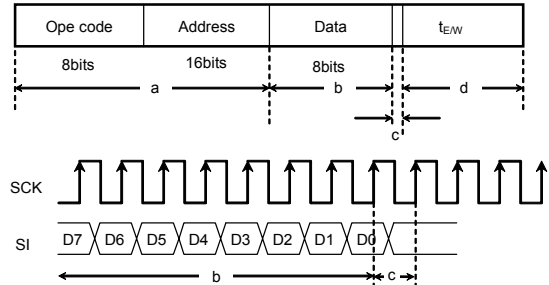 Ope code Address Data tE/W
8bits 16bits 8bits
a b d
c
SCK
SI D7 D6 D5 D4 D3 D2 D1 D0
b c